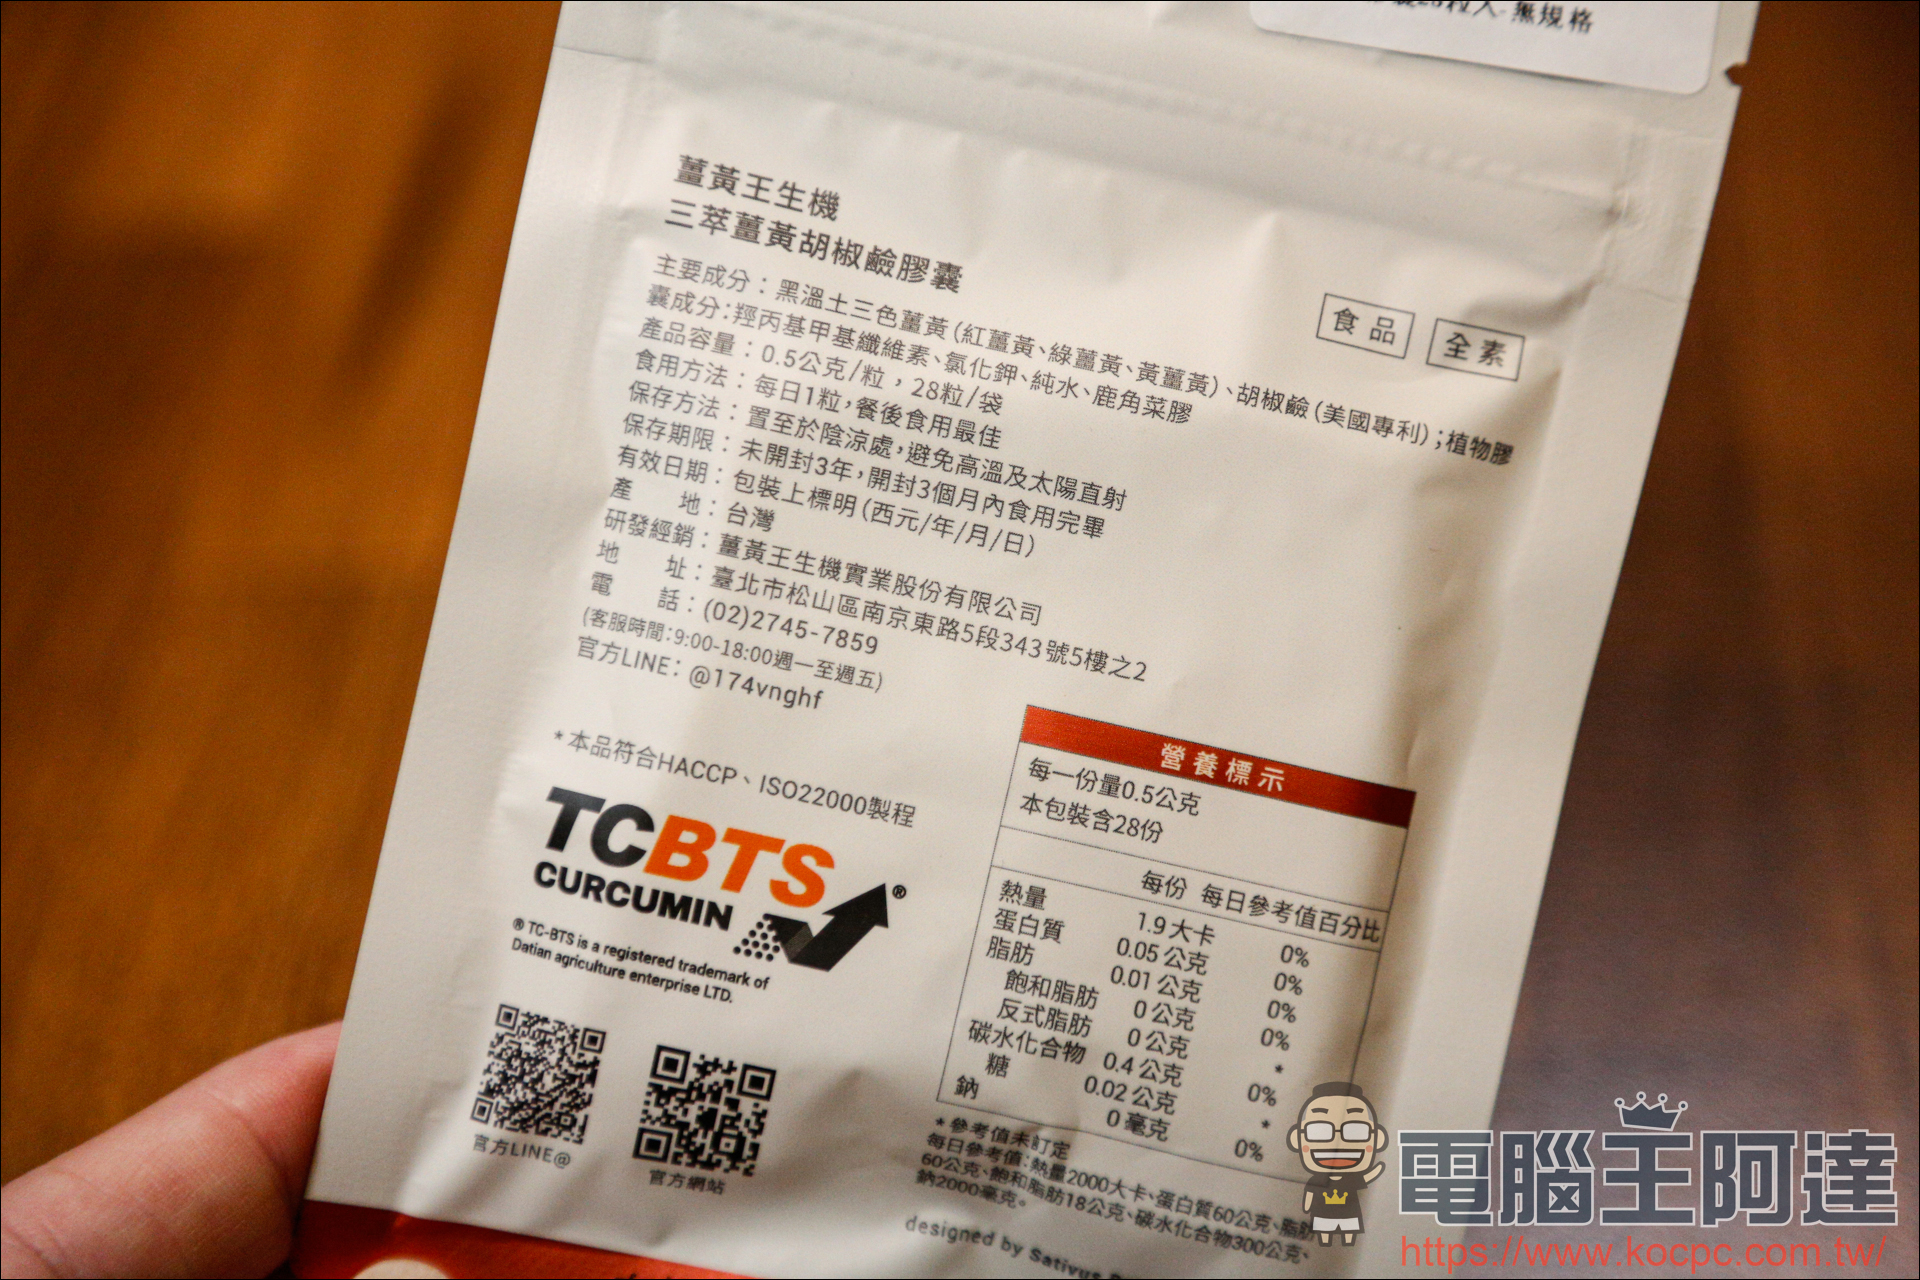 粒入-無規格
薑黃王生機
三萃薑黃胡椒鹼膠囊
食品 全素
主要成分：黑溫土三色薑黃(紅薑黃、綠薑黃、黃薑黃)、胡椒鹼(美國專利)；植物膠
囊成分：羥丙基甲基纖維素、氯化鉀、純水、鹿角菜膠
產品容量：0.5公克/粒，28粒/袋
食用方法：每日1粒，餐後食用最佳
保存方法：置至於陰涼處，避免高溫及太陽直射
保存期限：未開封3年，開封3個月內食用完畢
有效日期：包裝上標明(西元/年/月/日)
產 地：台灣
研發經銷：薑黃王生機實業股份有限公司
地 址：臺北市松山區南京東路5段343號5樓之2
電 話：(02)2745-7859
(客服時間：9:00-18:00週一至週五)
官方LINE：@174vnghf
*本品符合HACCP、ISO22000製程
TCBTS
CURCUMIN ®
® TC-BTS is a registered trademark of
Datian agriculture enterprise LTD.
官方LINE@
官方網站
營養標示
每一份量0.5公克
本包裝含28份
每份 每日參考值百分比
熱量 1.9大卡 0%
蛋白質 0.05公克 0%
脂肪 0.01公克 0%
飽和脂肪 0公克 0%
反式脂肪 0公克 *
碳水化合物 0.4公克 0%
糖 0.02公克 *
鈉 0毫克 0%
*參考值未訂定
每日參考值：熱量2000大卡、蛋白質60公克、脂肪
60公克、飽和脂肪18公克、碳水化合物300公克、
鈉2000毫克。
designed by Sativus
電腦王阿達
https://www.kocpc.com.tw/